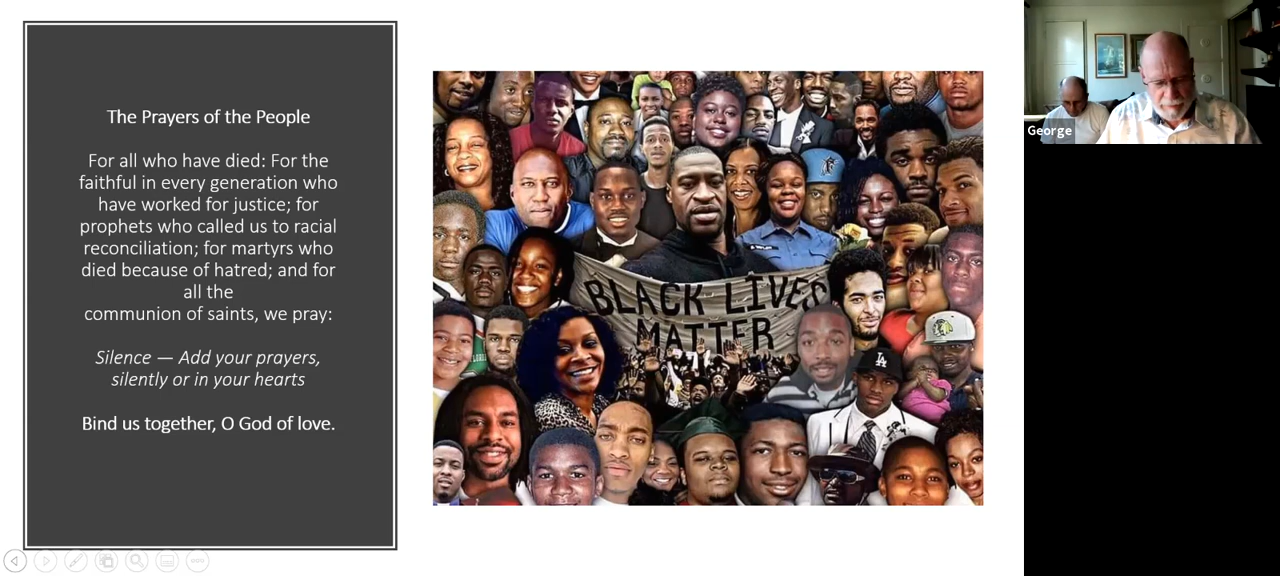 The Prayers of the People
For all who have died: For the
faithful in every generation who
have worked for justice; for
prophets who called us to racial
reconciliation; for martyrs who
died because of hatred; and for
all the
communion of saints, we pray:
Silence — Add your prayers,
silently or in your hearts
Bind us together, O God of love.
BLACK LIVES
MATTER
LA
George